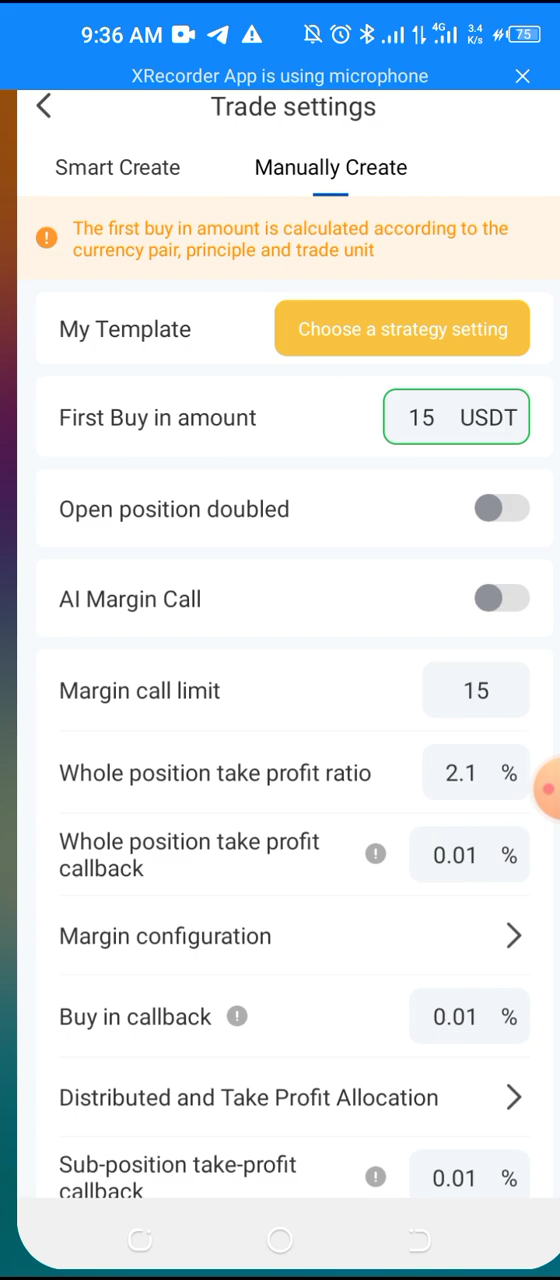 9:36 AM 4G 3.4 K/s 75
XRecorder App is using microphone
Trade settings
Smart Create Manually Create
The first buy in amount is calculated according to the
currency pair, principle and trade unit
My Template Choose a strategy setting
First Buy in amount 15 USDT
Open position doubled
AI Margin Call
Margin call limit 15
Whole position take profit ratio 2.1 %
Whole position take profit
callback 0.01 %
Margin configuration
Buy in callback 0.01 %
Distributed and Take Profit Allocation
Sub-position take-profit
callback 0.01 %